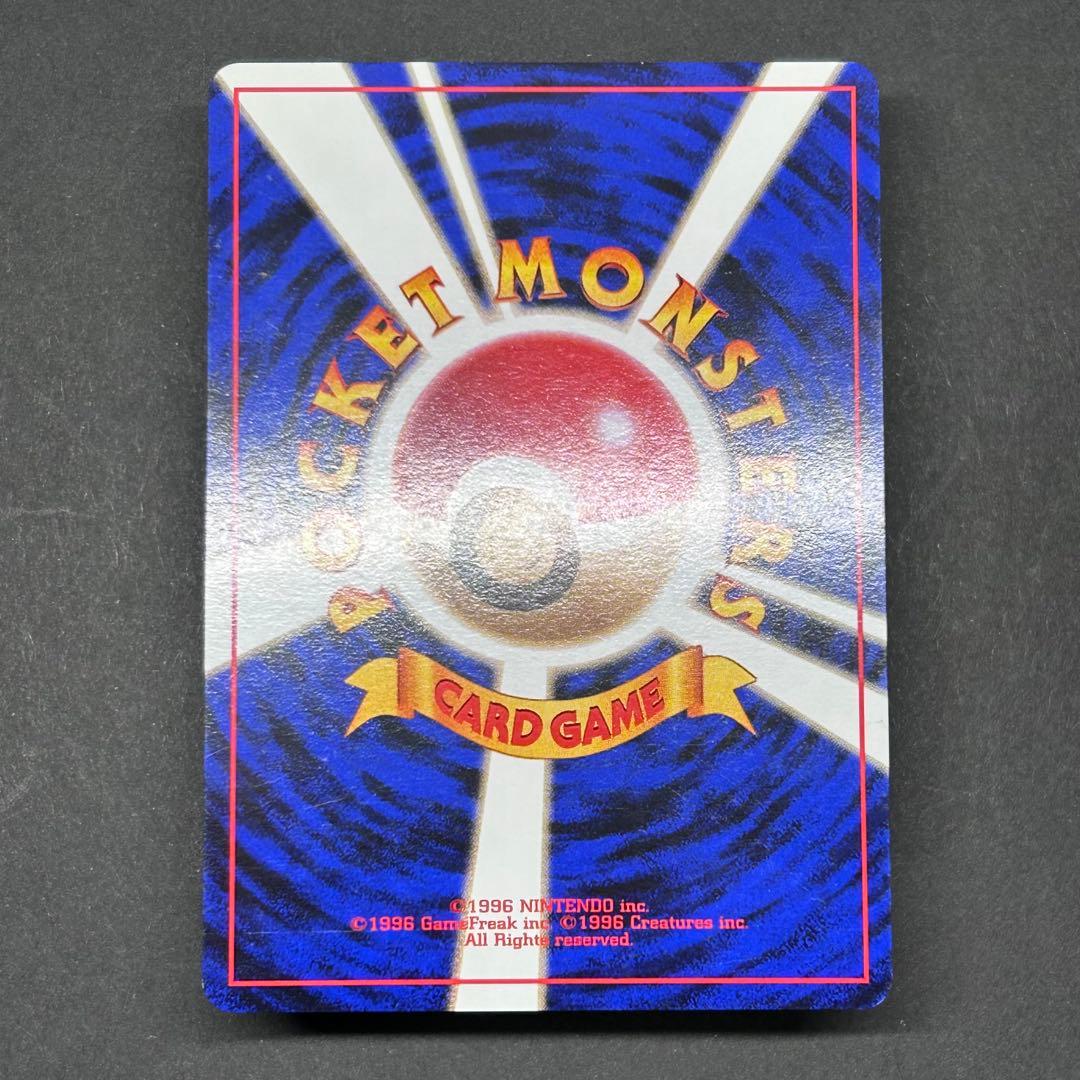 POCKET MONSTERS
CARD GAME
©1996 NINTENDO inc.
©1996 GameFreak inc. ©1996 Creatures inc.
All Rights reserved.